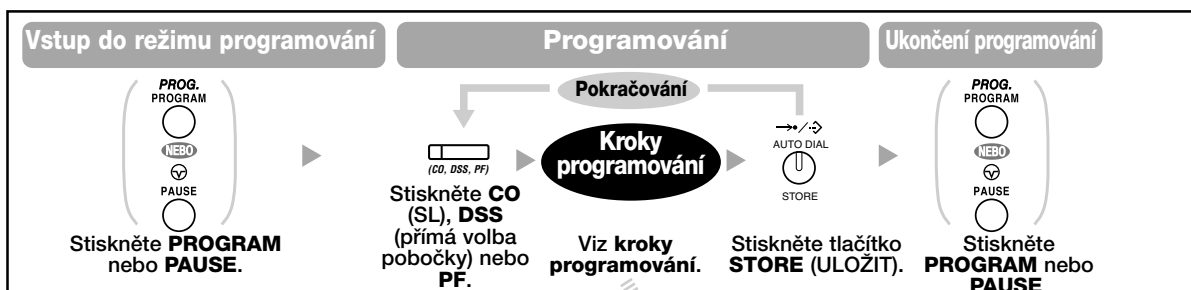 Vstup do režimu programování
Programování
Ukončení programování
PROG.
PROGRAM
NEBO
PAUSE
Stiskněte PROGRAM
nebo PAUSE.
Pokračování
(CO, DSS, PF)
Stiskněte CO
(SL), DSS
(přímá volba
pobočky) nebo
PF.
Kroky
programování
Viz kroky
programování.
AUTO DIAL
STORE
Stiskněte tlačítko
STORE (ULOŽIT).
PROG.
PROGRAM
NEBO
PAUSE
Stiskněte
PROGRAM nebo
PAUSE